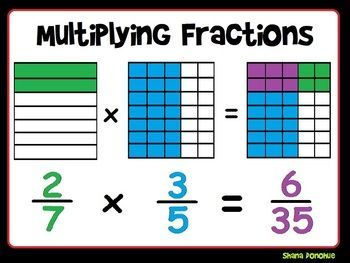 Multiplying Fractions
× =
2/7 × 3/5 = 6/35
Shana Donohue